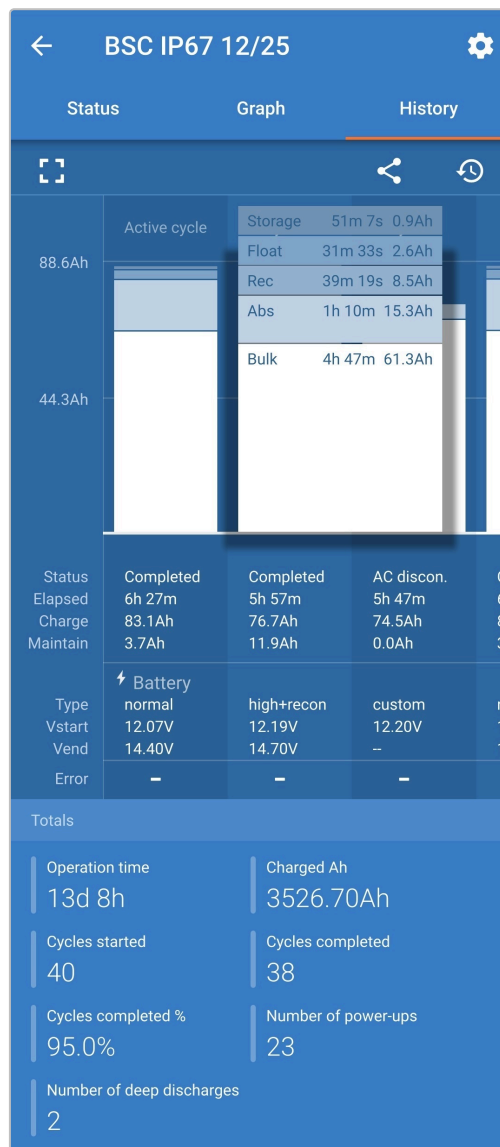 BSC IP67 12/25
Status Graph History
Active cycle
Storage 51m 7s 0.9Ah
Float 31m 33s 2.6Ah
88.6Ah
Rec 39m 19s 8.5Ah
Abs 1h 10m 15.3Ah
Bulk 4h 47m 61.3Ah
44.3Ah
Status Completed Completed AC discon.
Elapsed 6h 27m 5h 57m 5h 47m
Charge 83.1Ah 76.7Ah 74.5Ah
Maintain 3.7Ah 11.9Ah 0.0Ah
Battery
Type normal high+recon custom
Vstart 12.07V 12.19V 12.20V
Vend 14.40V 14.70V --
Error – – –
Totals
Operation time Charged Ah
13d 8h 3526.70Ah
Cycles started Cycles completed
40 38
Cycles completed % Number of power-ups
95.0% 23
Number of deep discharges
2